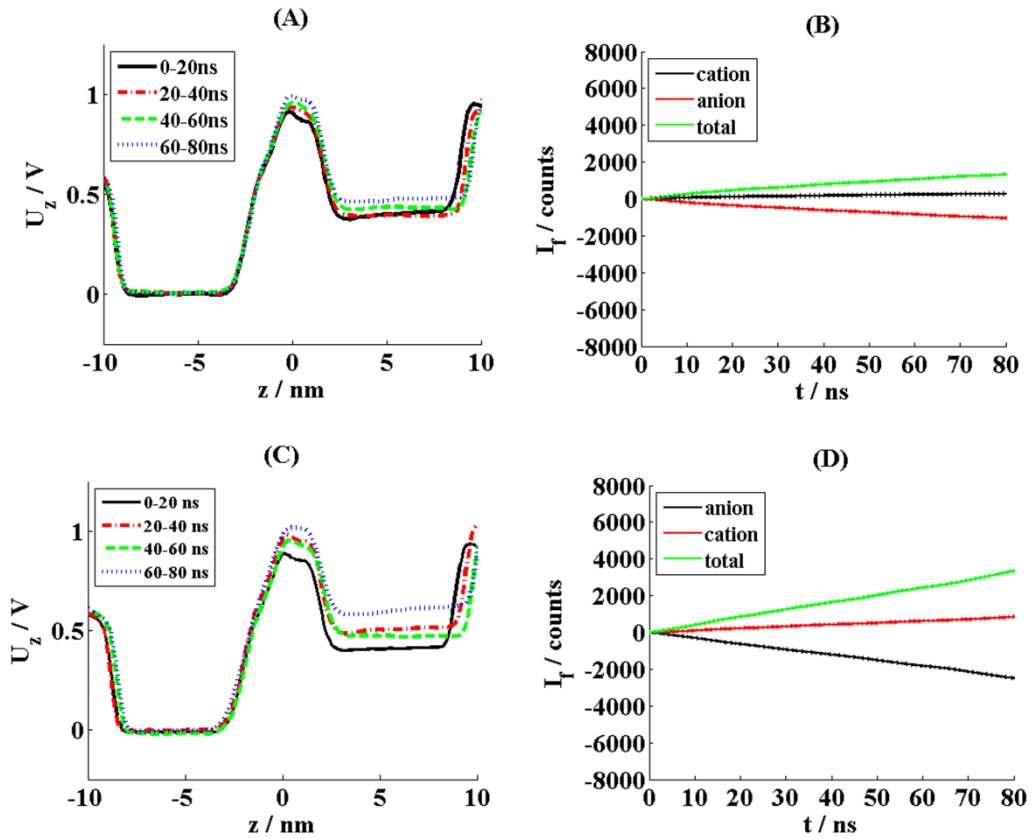 (A)
0-20ns
20-40ns
40-60ns
60-80ns
1
0.5
0
U_z / V
-10 -5 0 5 10
z / nm
(B)
cation
anion
total
8000
6000
4000
2000
0
-2000
-4000
-6000
-8000
I_f / counts
0 10 20 30 40 50 60 70 80
t / ns
(C)
0-20 ns
20-40 ns
40-60 ns
60-80 ns
1
0.5
0
U_z / V
-10 -5 0 5 10
z / nm
(D)
anion
cation
total
8000
6000
4000
2000
0
-2000
-4000
-6000
-8000
I_f / counts
0 10 20 30 40 50 60 70 80
t / ns